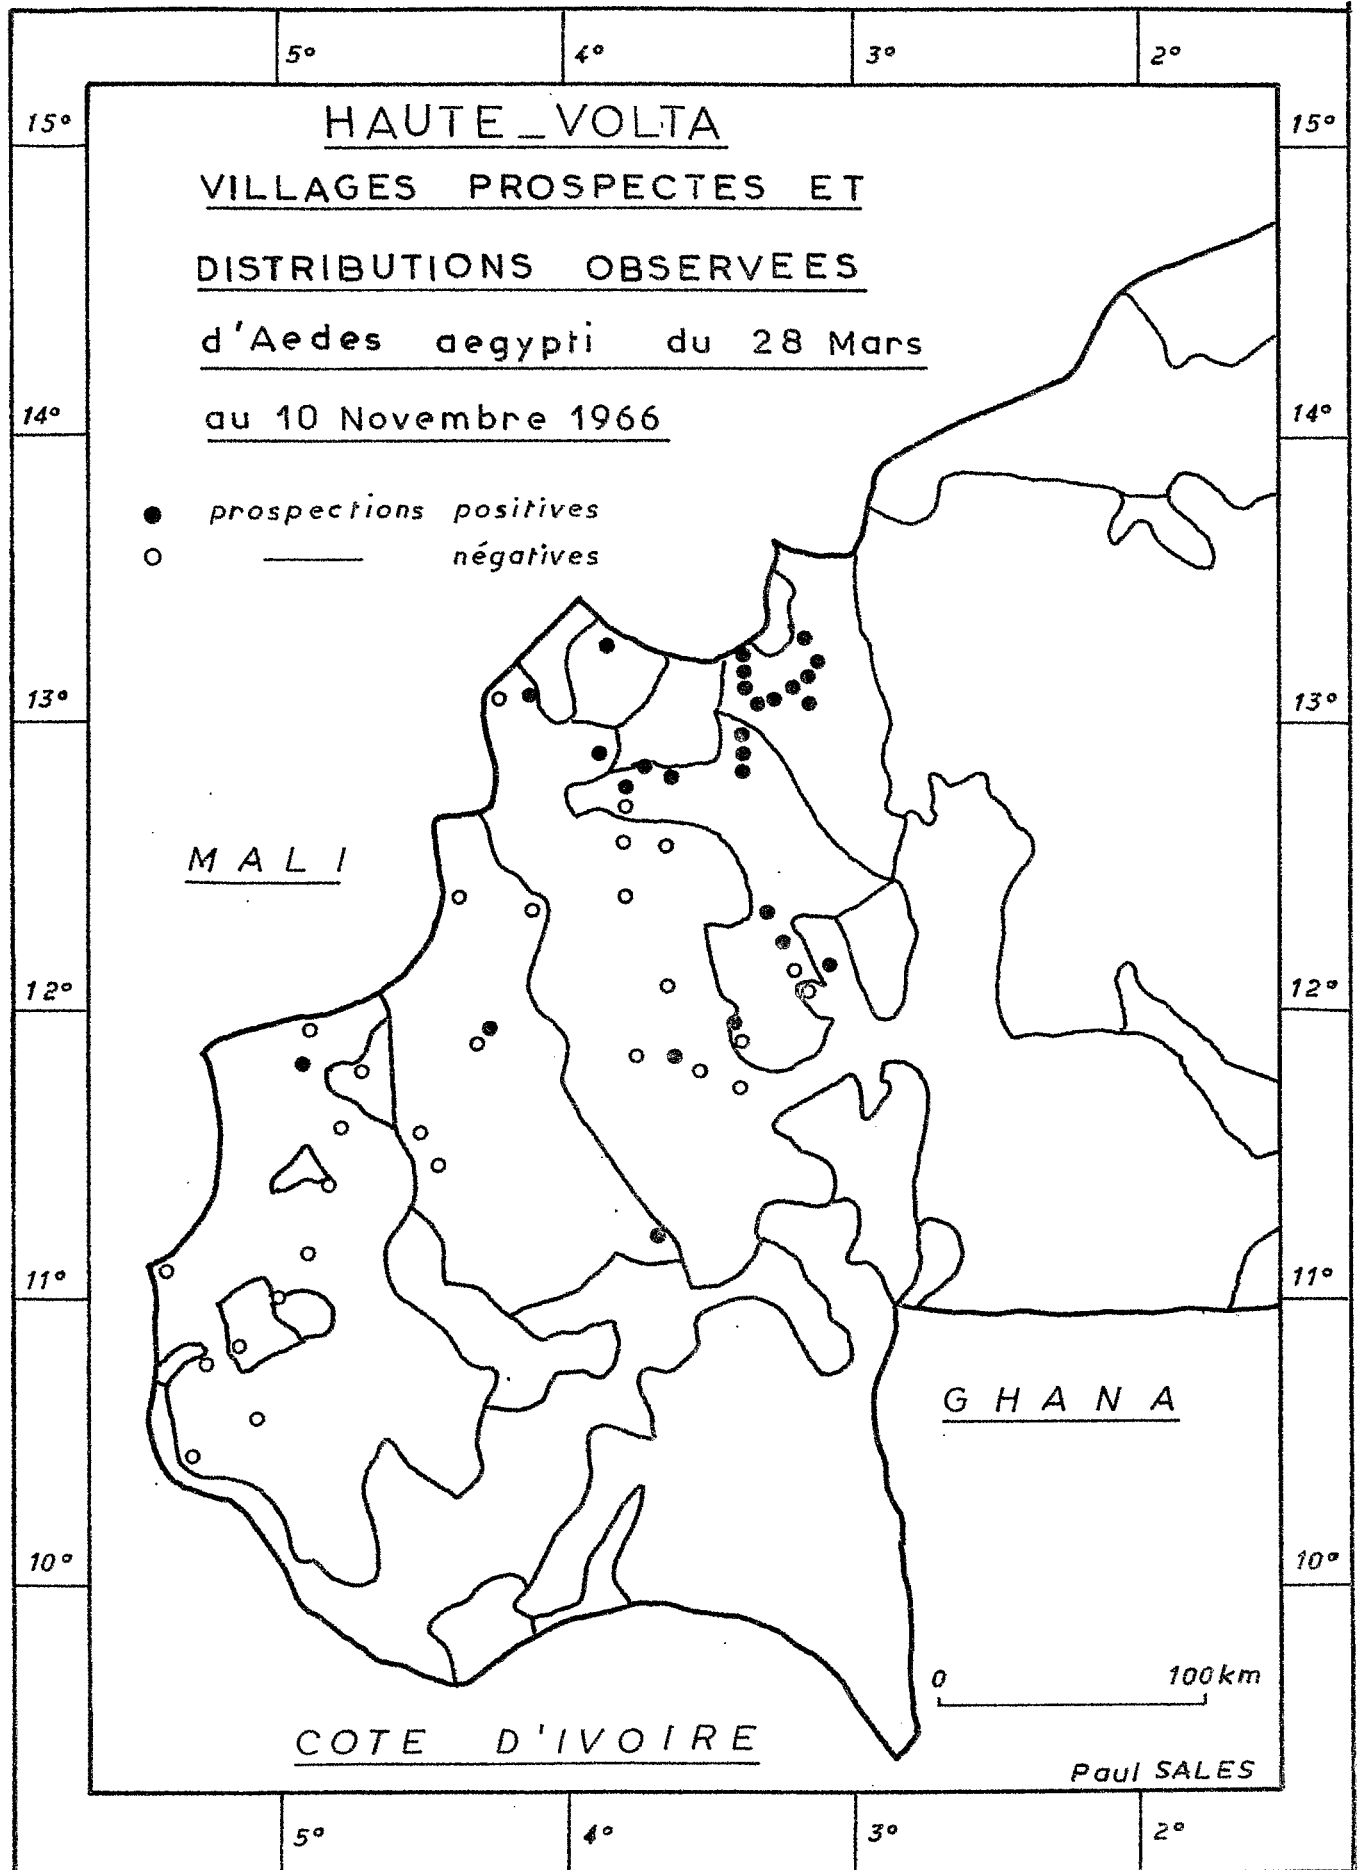 5° 4° 3° 2°
HAUTE_VOLTA
15° 15°
VILLAGES PROSPECTES ET
DISTRIBUTIONS OBSERVEES
d'Aedes aegypti du 28 Mars
au 10 Novembre 1966
14° 14°
prospections positives
négatives
13° 13°
MALI
12° 12°
11° 11°
GHANA
10° 10°
0 100km
COTE D'IVOIRE
Paul SALES
5° 4° 3° 2°